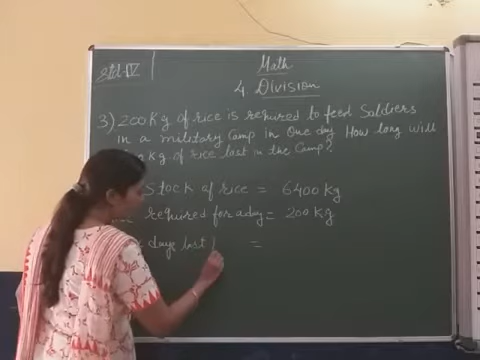 Std-IV
Math
4 Division
3) 200 Kg of rice is required to feed Soldiers
in a military Camp in One day How long will
kg of rice last in the Camp?
Stock of rice = 6400 kg
required for a day = 200 kg
days last =